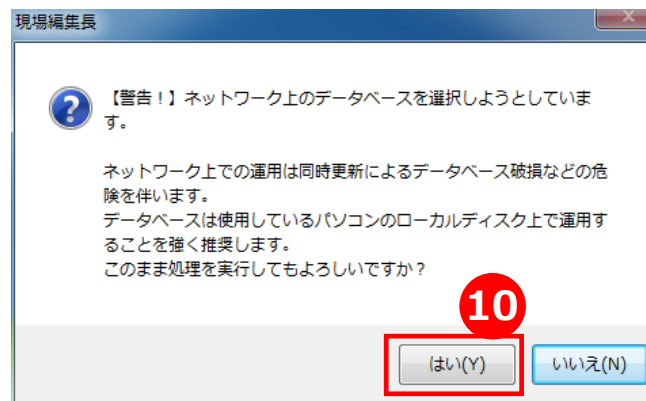 現場編集長
【警告！】ネットワーク上のデータベースを選択しようとしていま
す。
ネットワーク上での運用は同時更新によるデータベース破損などの危
険を伴います。
データベースは使用しているパソコンのローカルディスク上で運用す
ることを強く推奨します。
このまま処理を実行してもよろしいですか？
10
はい(Y)
いいえ(N)